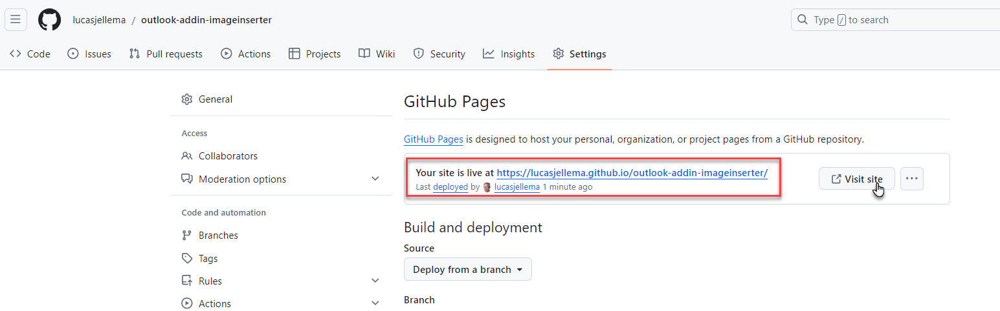 lucasjellema / outlook-addin-imageinserter
Type / to search
Code Issues Pull requests Actions Projects Wiki Security Insights Settings
General
Access
Collaborators
Moderation options
Code and automation
Branches
Tags
Rules
Actions
GitHub Pages
GitHub Pages is designed to host your personal, organization, or project pages from a GitHub repository.
Your site is live at https://lucasjellema.github.io/outlook-addin-imageinserter/
Last deployed by lucasjellema 1 minute ago
Visit site
Build and deployment
Source
Deploy from a branch
Branch